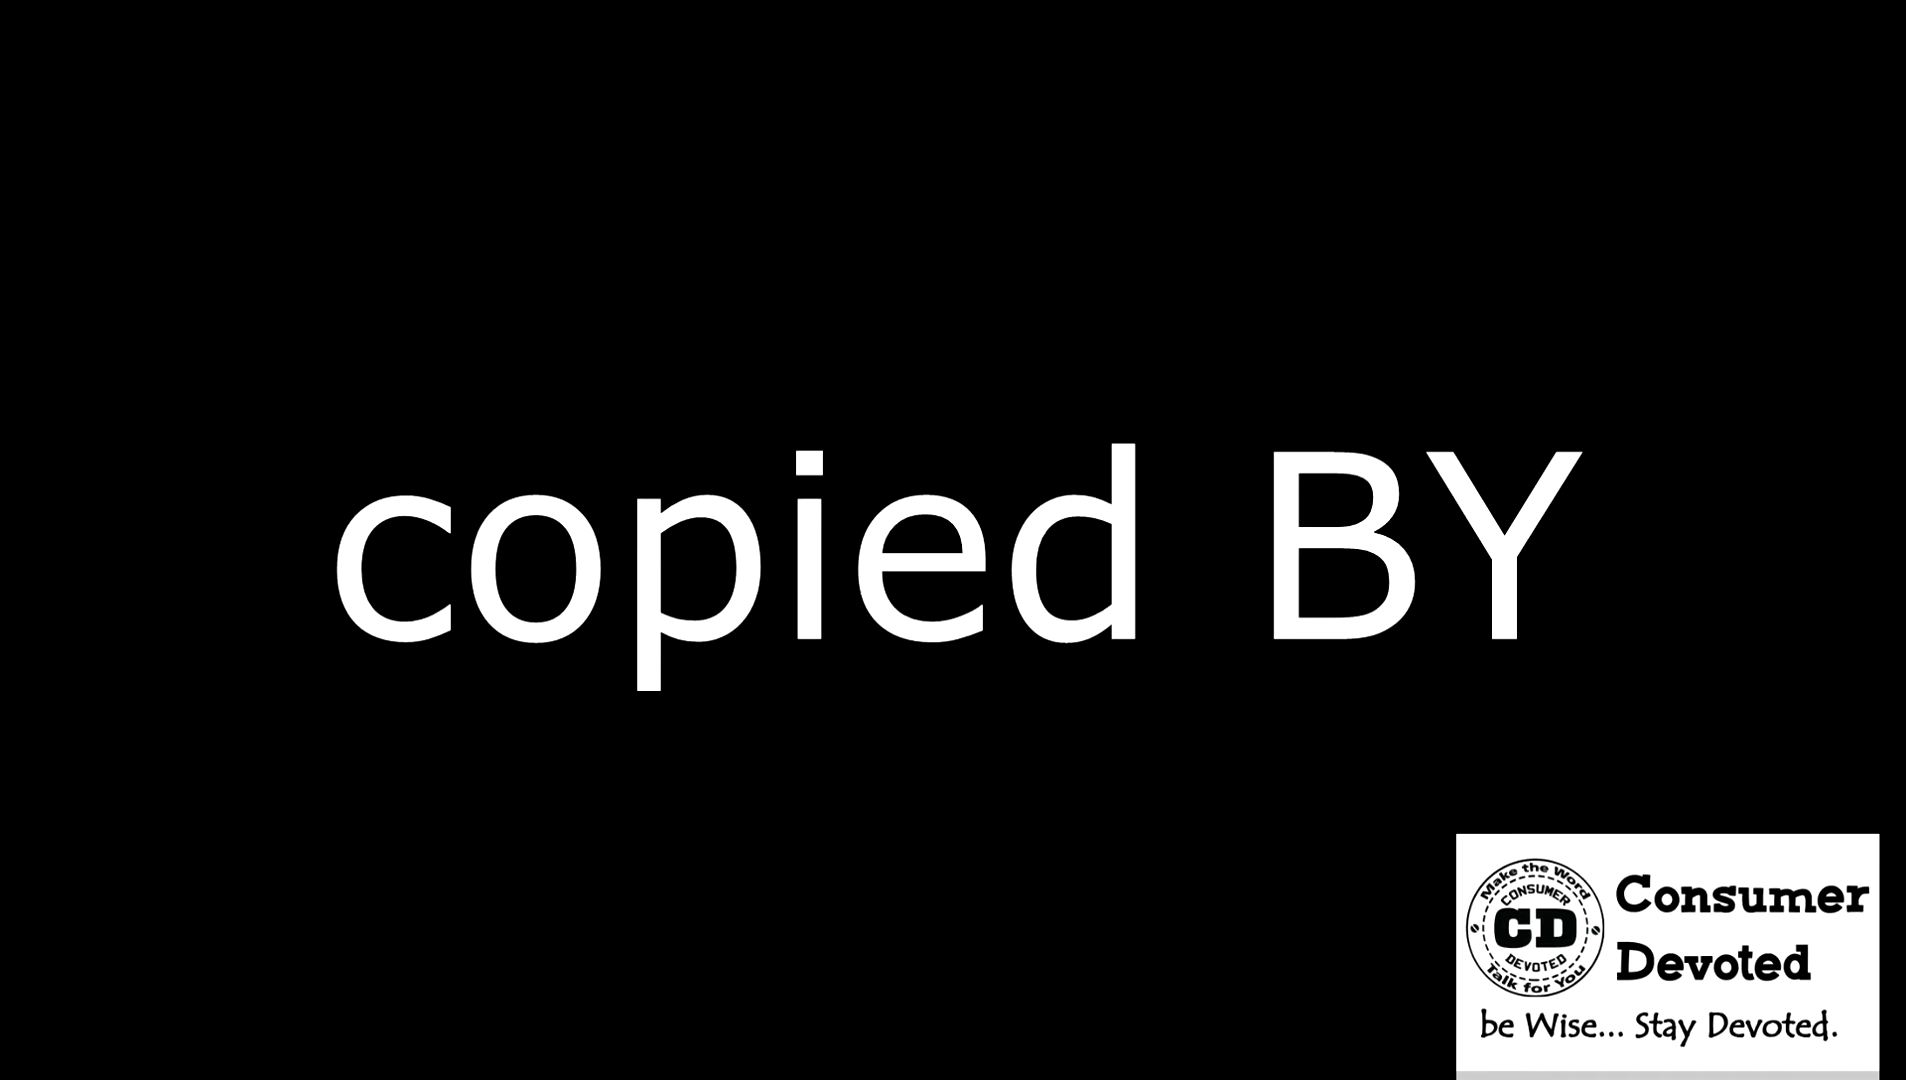 copied BY
Make the Word
CONSUMER
CD
DEVOTED
Talk for You
Consumer
Devoted
be Wise... Stay Devoted.